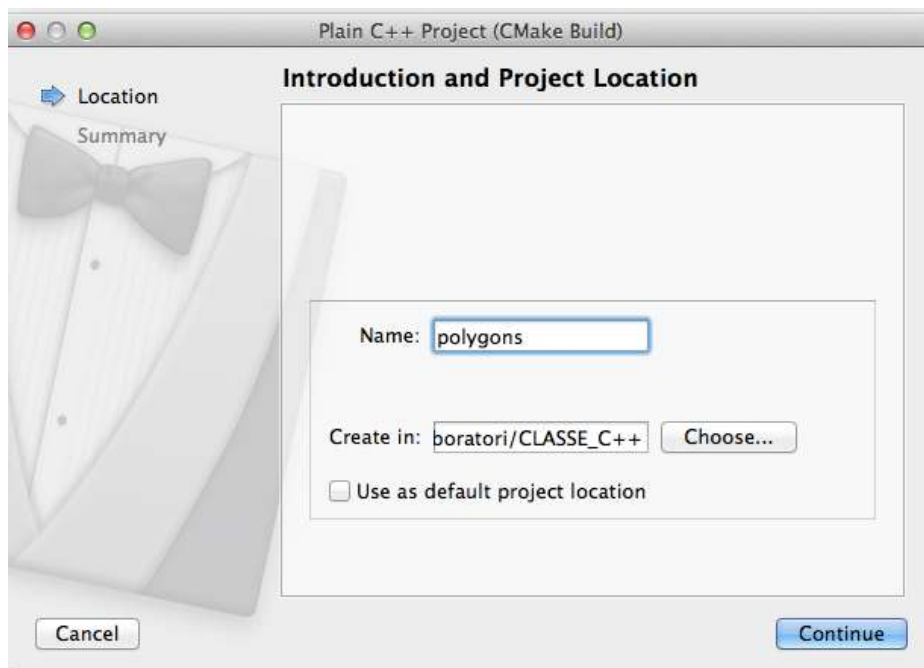 Plain C++ Project (CMake Build)
Location
Summary
Introduction and Project Location
Name: polygons
Create in: boratori/CLASSE_C++ Choose...
Use as default project location
Cancel
Continue